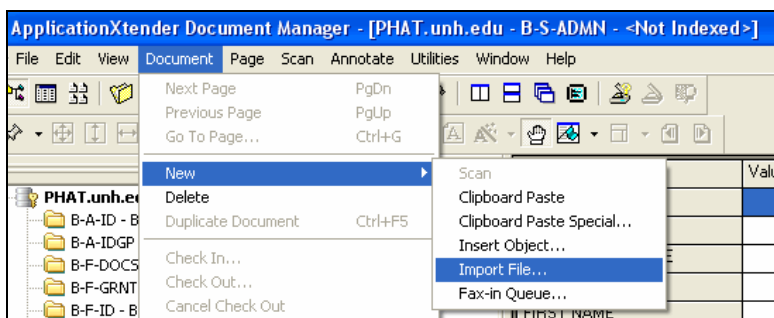 ApplicationXtender Document Manager - [PHAT.unh.edu - B-S-ADMN - <Not Indexed>]
File Edit View Document Page Scan Annotate Utilities Window Help
Next Page PgDn
Previous Page PgUp
Go To Page... Ctrl+G
New
Delete
Duplicate Document Ctrl+F5
Check In...
Check Out...
Cancel Check Out
Scan
Clipboard Paste
Clipboard Paste Special...
Insert Object...
Import File...
Fax-in Queue...
PHAT.unh.e
B-A-ID - B
B-A-IDGP
B-F-DOCS
B-F-GRNT
B-F-ID - B
Valu
FIRST NAME